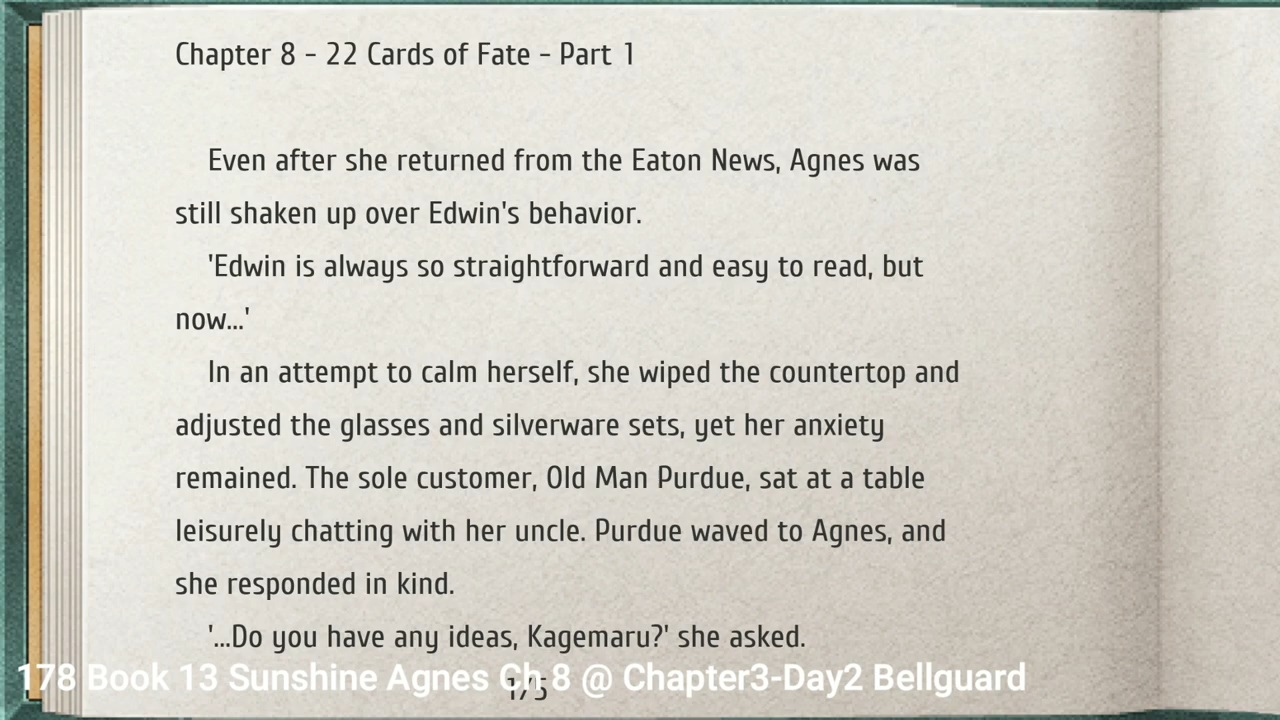 Chapter 8 - 22 Cards of Fate - Part 1
Even after she returned from the Eaton News, Agnes was
still shaken up over Edwin's behavior.
'Edwin is always so straightforward and easy to read, but
now...'
In an attempt to calm herself, she wiped the countertop and
adjusted the glasses and silverware sets, yet her anxiety
remained. The sole customer, Old Man Purdue, sat at a table
leisurely chatting with her uncle. Purdue waved to Agnes, and
she responded in kind.
'...Do you have any ideas, Kagemaru?' she asked.
178 Book 13 Sunshine Agnes Ch 8 @ Chapter3-Day2 Bellguard
1/5